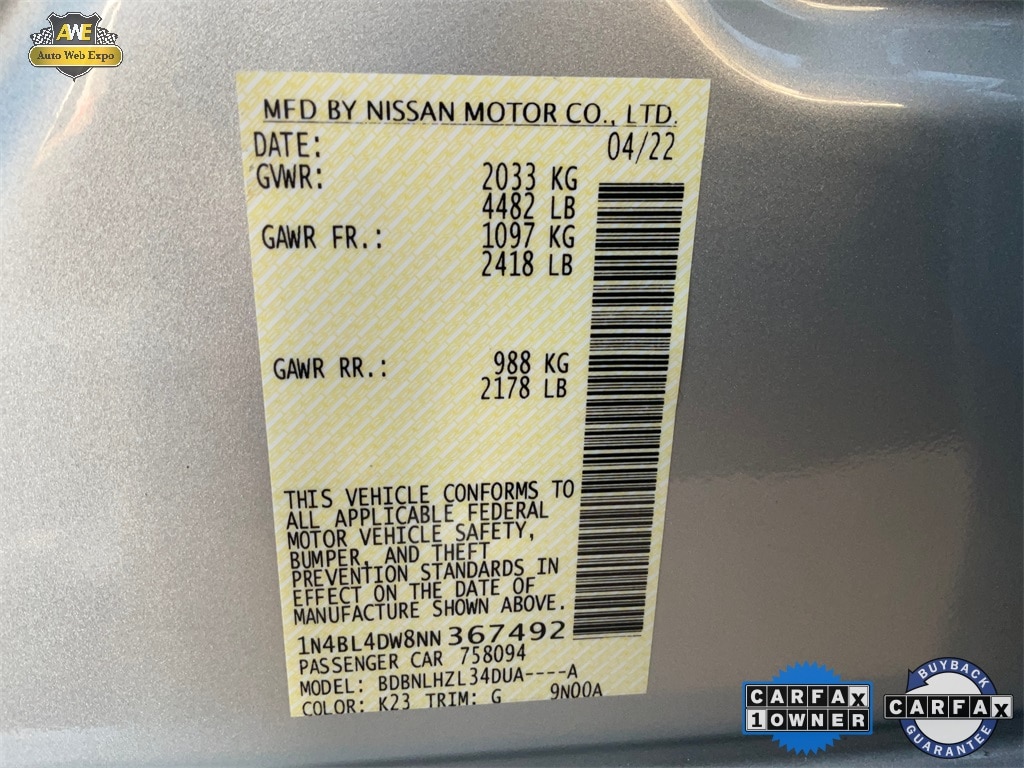 AWE
Auto Web Expo
MFD BY NISSAN MOTOR CO., LTD.
DATE: 04/22
GVWR: 2033 KG
4482 LB
GAWR FR.: 1097 KG
2418 LB
GAWR RR.: 988 KG
2178 LB
THIS VEHICLE CONFORMS TO
ALL APPLICABLE FEDERAL
MOTOR VEHICLE SAFETY,
BUMPER, AND THEFT
PREVENTION STANDARDS IN
EFFECT ON THE DATE OF
MANUFACTURE SHOWN ABOVE.
1N4BL4DW8NN367492
PASSENGER CAR 758094
MODEL: BDBNLHZL34DUA----A
COLOR: K23 TRIM: G 9N00A
CARFAX
1 OWNER
BUYBACK
CARFAX
GUARANTEE